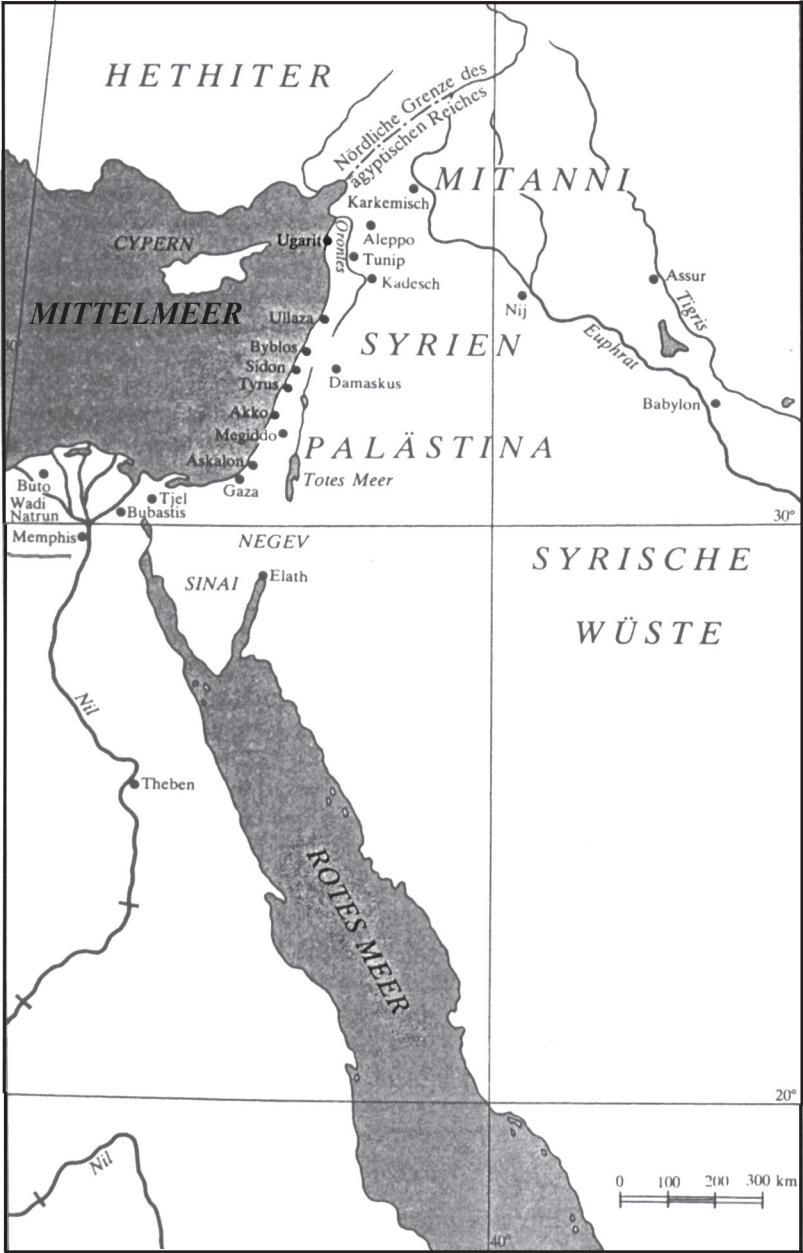 HETHITER
Nördliche Grenze des
ägyptischen Reiches
MITANNI
Karkemisch
CYPERN
Ugarit
Orontes
Aleppo
Tunip
Kadesch
Assur
Tigris
Nij
MITTELMEER
Ullaza
Byblos
SYRIEN
Euphrat
Sidon
Tyrus
Damaskus
Babylon
Akko
Megiddo
PALÄSTINA
Askalon
Totes Meer
Gaza
Buto
Wadi
Natrun
Tjel
Bubastis
30°
Memphis
NEGEV
SINAI
Elath
SYRISCHE
WÜSTE
Nil
Theben
ROTES MEER
20°
Nil
0 100 200 300 km
40°